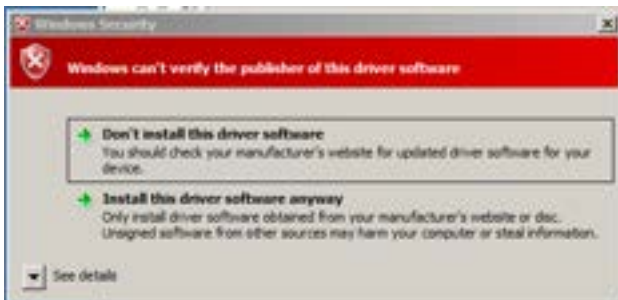 Windows Security
Windows can't verify the publisher of this driver software
Don't install this driver software
You should check your manufacturer's website for updated driver software for your
device.
Install this driver software anyway
Only install driver software obtained from your manufacturer's website or disc.
Unsigned software from other sources may harm your computer or steal information.
See details